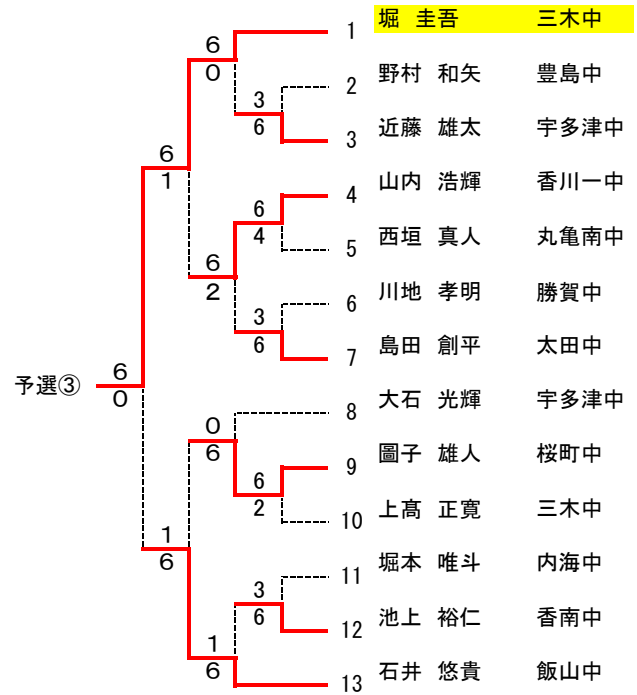 1 堀 圭吾 三木中
6
0
2 野村 和矢 豊島中
3
6
3 近藤 雄太 宇多津中
6
1
4 山内 浩輝 香川一中
6
4
5 西垣 真人 丸亀南中
6
2
6 川地 孝明 勝賀中
3
6
7 島田 創平 太田中
予選③
6
0
8 大石 光輝 宇多津中
0
6
9 圖子 雄人 桜町中
6
2
10 上髙 正寛 三木中
1
6
11 堀本 唯斗 内海中
3
6
12 池上 裕仁 香南中
1
6
13 石井 悠貴 飯山中